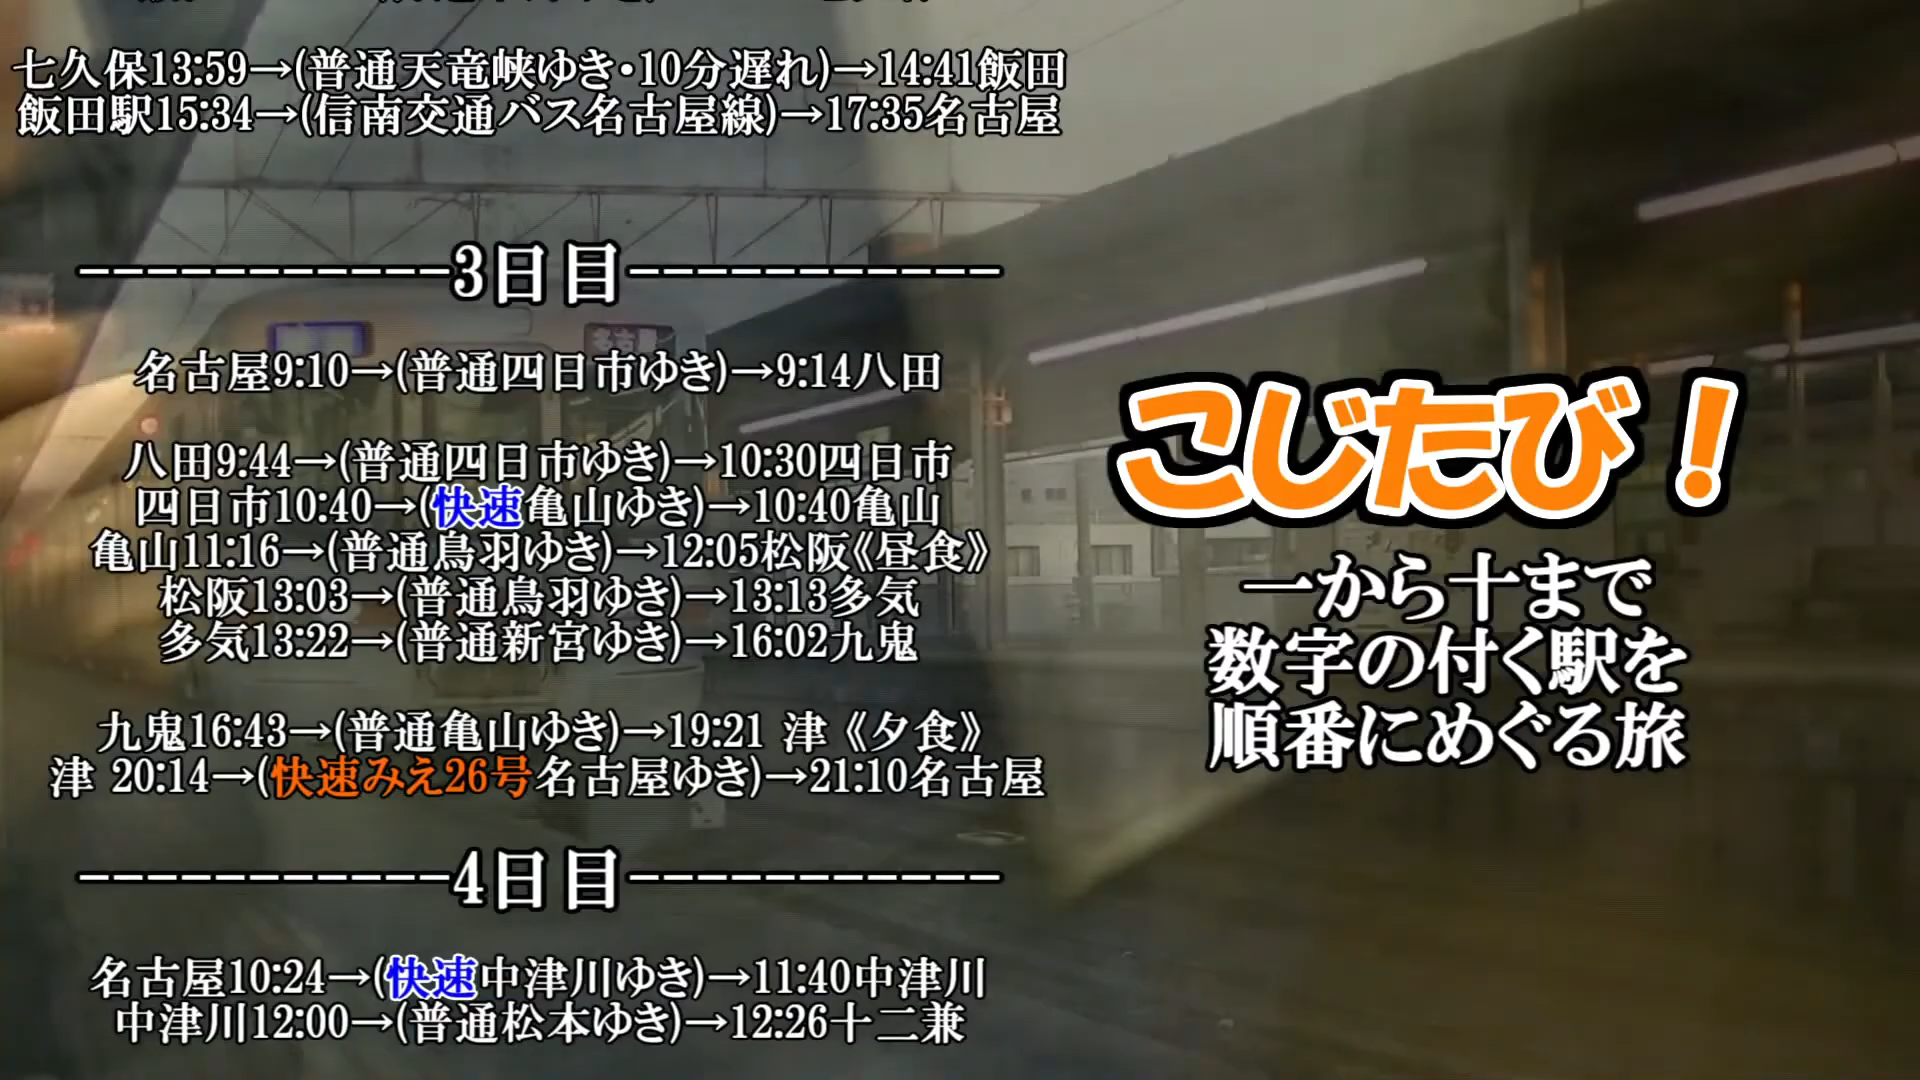 七久保13:59→(普通天竜峡ゆき・10分遅れ)→14:41飯田
飯田駅15:34→(信南交通バス名古屋線)→17:35名古屋
-----------3日目-----------
名古屋9:10→(普通四日市ゆき)→9:14八田
八田9:44→(普通四日市ゆき)→10:30四日市
四日市10:40→(快速亀山ゆき)→10:40亀山
亀山11:16→(普通鳥羽ゆき)→12:05松阪《昼食》
松阪13:03→(普通鳥羽ゆき)→13:13多気
多気13:22→(普通新宮ゆき)→16:02九鬼
九鬼16:43→(普通亀山ゆき)→19:21 津《夕食》
津 20:14→(快速みえ26号名古屋ゆき)→21:10名古屋
-----------4日目-----------
名古屋10:24→(快速中津川ゆき)→11:40中津川
中津川12:00→(普通松本ゆき)→12:26十二兼
名古屋
こじたび！
一から十まで
数字の付く駅を
順番にめぐる旅